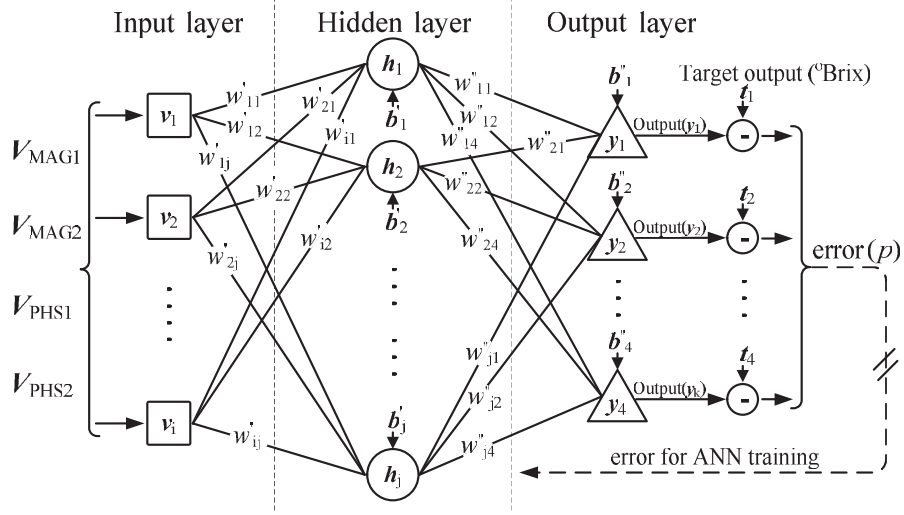 Input layer
Hidden layer
Output layer
Target output (°Brix)
V_MAG1
V_MAG2
V_PHS1
V_PHS2
v_1
v_2
v_i
w'_11
w'_12
w'_1j
w'_21
w'_22
w'_2j
w'_i1
w'_i2
w'_ij
h_1
b'_1
h_2
b'_2
b'_j
h_j
w"_11
w"_12
w"_14
w"_21
w"_22
w"_24
w"_j1
w"_j2
w"_j4
b"_1
y_1
Output(y_1)
t_1
-
b"_2
y_2
Output(y_2)
t_2
-
b"_4
y_4
Output(y_k)
t_4
-
error(p)
error for ANN training